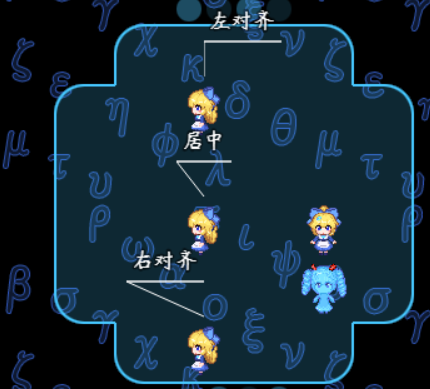 左对齐
χ ν ζ ε
κ
η δ θ μ
μ φ
居中
τ λ τ
υ υ
ρ ρ
ω ι ψ
右对齐
β α
σ ο σ
ξ
χ ν ζ